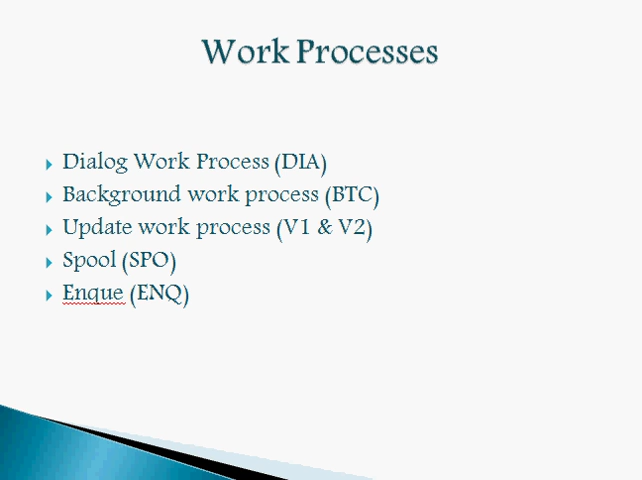 Work Processes
Dialog Work Process (DIA)
Background work process (BTC)
Update work process (V1 & V2)
Spool (SPO)
Enque (ENQ)